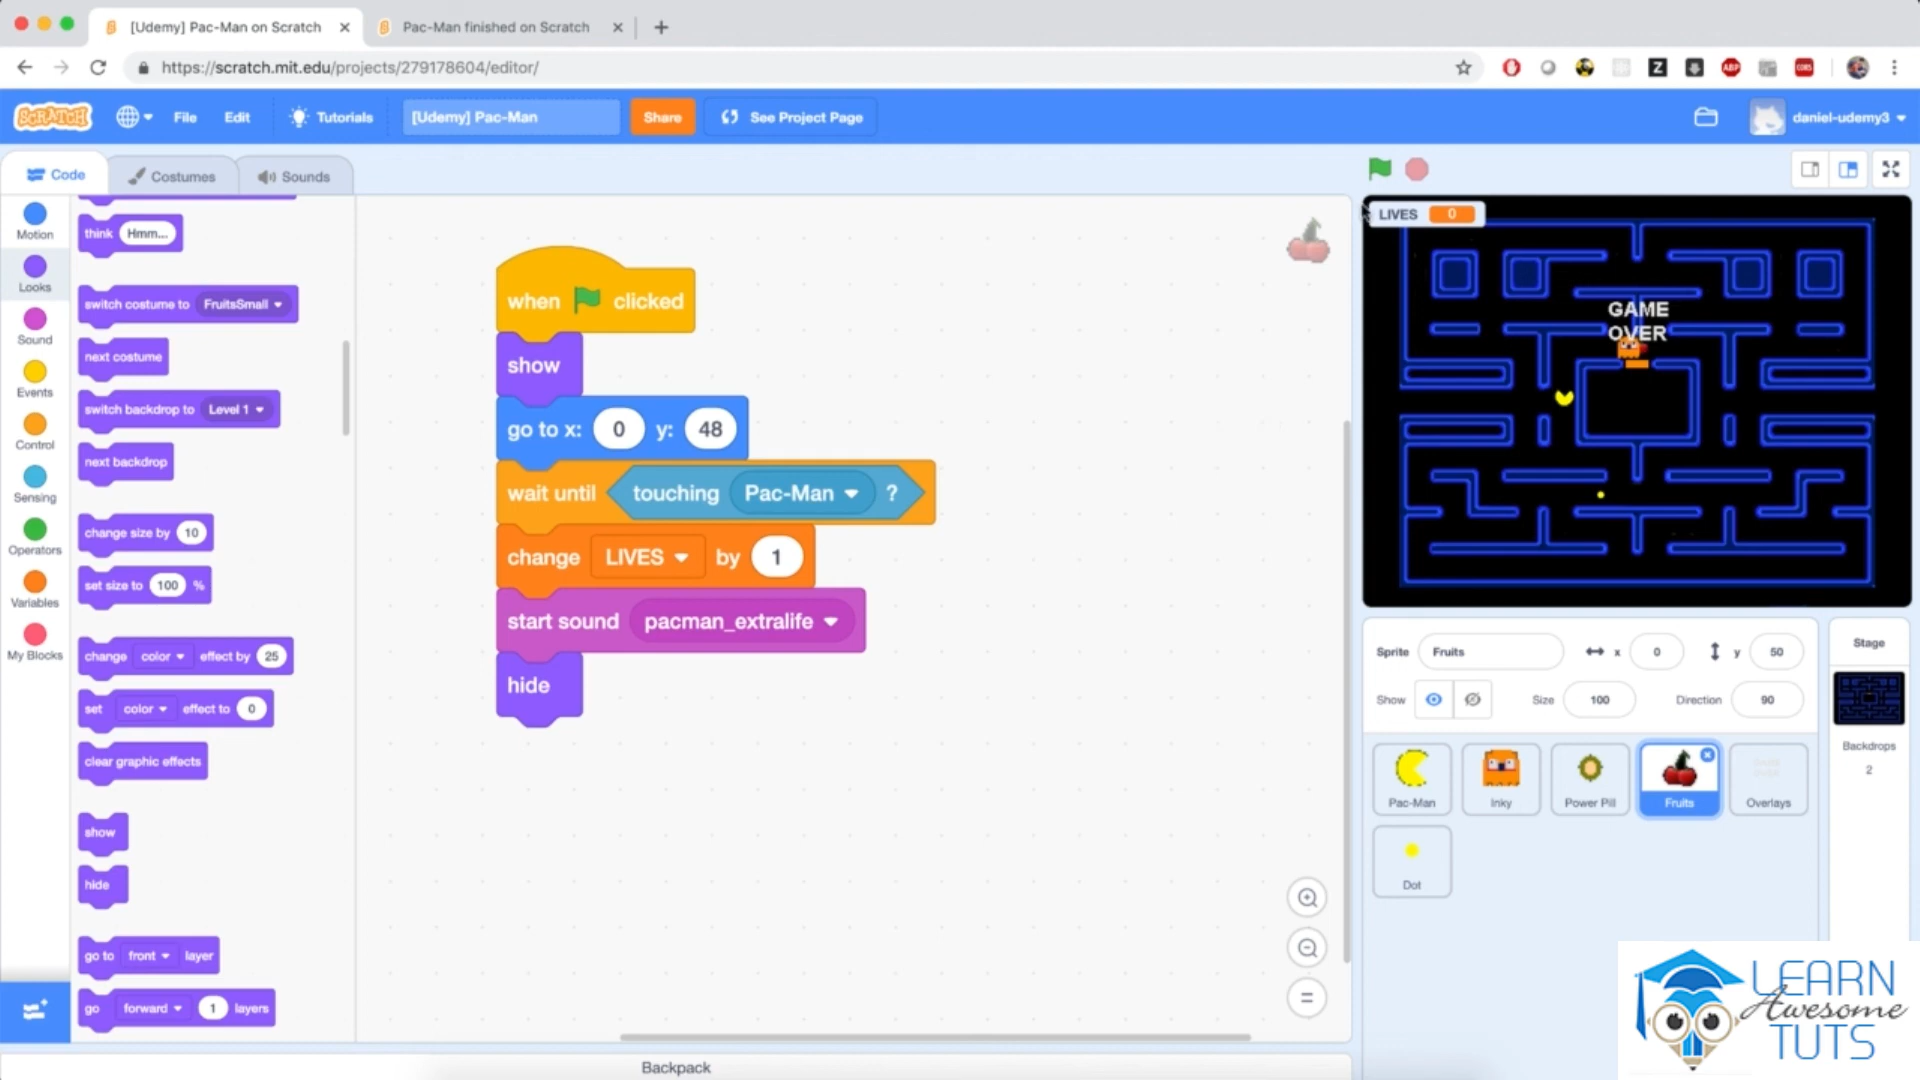 [Udemy] Pac-Man on Scratch
Pac-Man finished on Scratch
https://scratch.mit.edu/projects/279178604/editor/
Z
ABP
CORS
SCRATCH
File
Edit
Tutorials
[Udemy] Pac-Man
Share
See Project Page
daniel-udemy3
Code
Costumes
Sounds
Motion
Looks
Sound
Events
Control
Sensing
Operators
Variables
My Blocks
think Hmm...
switch costume to FruitsSmall
next costume
switch backdrop to Level 1
next backdrop
change size by 10
set size to 100 %
change color effect by 25
set color effect to 0
clear graphic effects
show
hide
go to front layer
go forward 1 layers
when clicked
show
go to x: 0 y: 48
wait until touching Pac-Man ?
change LIVES by 1
start sound pacman_extralife
hide
Backpack
LIVES 0
GAME
OVER
Sprite Fruits x 0 y 50
Show Size 100 Direction 90
Pac-Man
Inky
Power Pill
Fruits
Overlays
Dot
Stage
Backdrops
2
LEARN
Awesome
TUTS